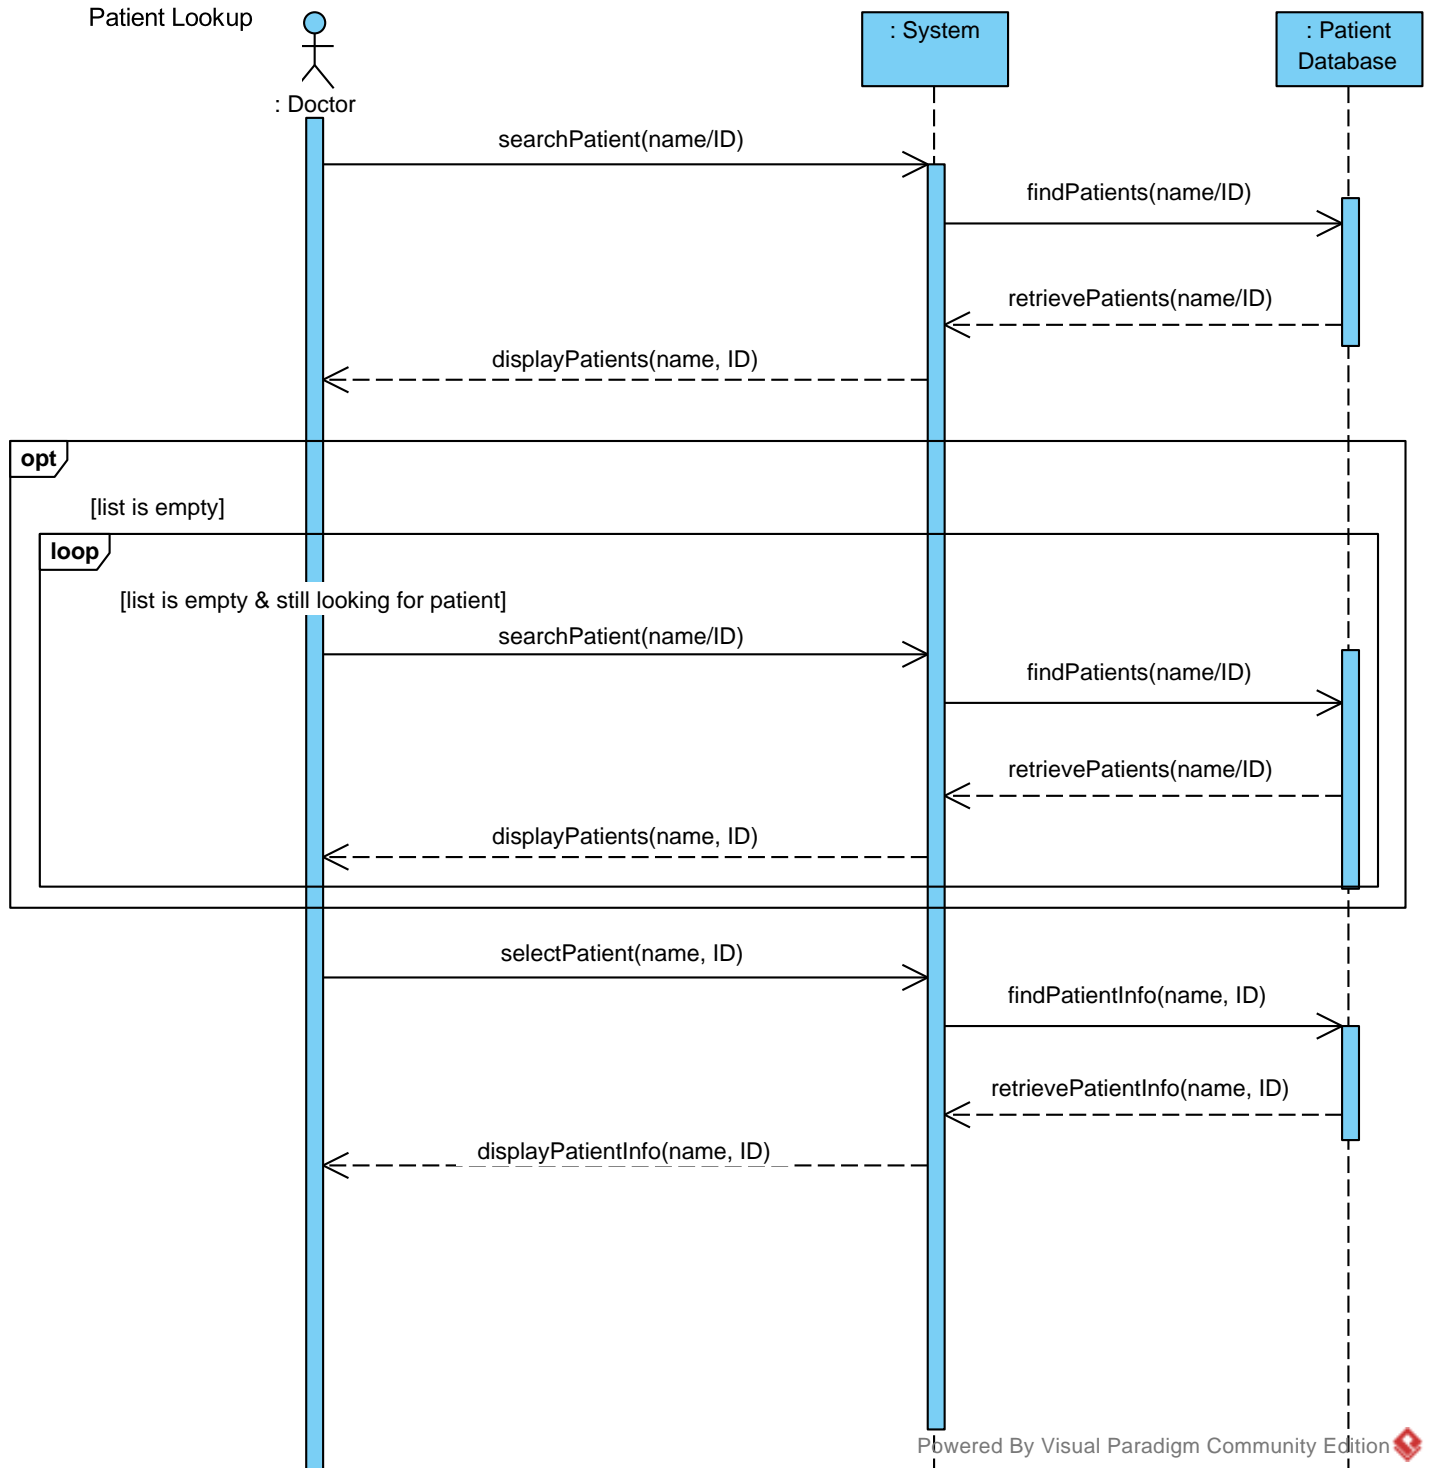 Patient Lookup
: Doctor
: System
: Patient
Database
searchPatient(name/ID)
findPatients(name/ID)
retrievePatients(name/ID)
displayPatients(name, ID)
opt
[list is empty]
loop
[list is empty & still looking for patient]
searchPatient(name/ID)
findPatients(name/ID)
retrievePatients(name/ID)
displayPatients(name, ID)
selectPatient(name, ID)
findPatientInfo(name, ID)
retrievePatientInfo(name, ID)
displayPatientInfo(name, ID)
Powered By Visual Paradigm Community Edition